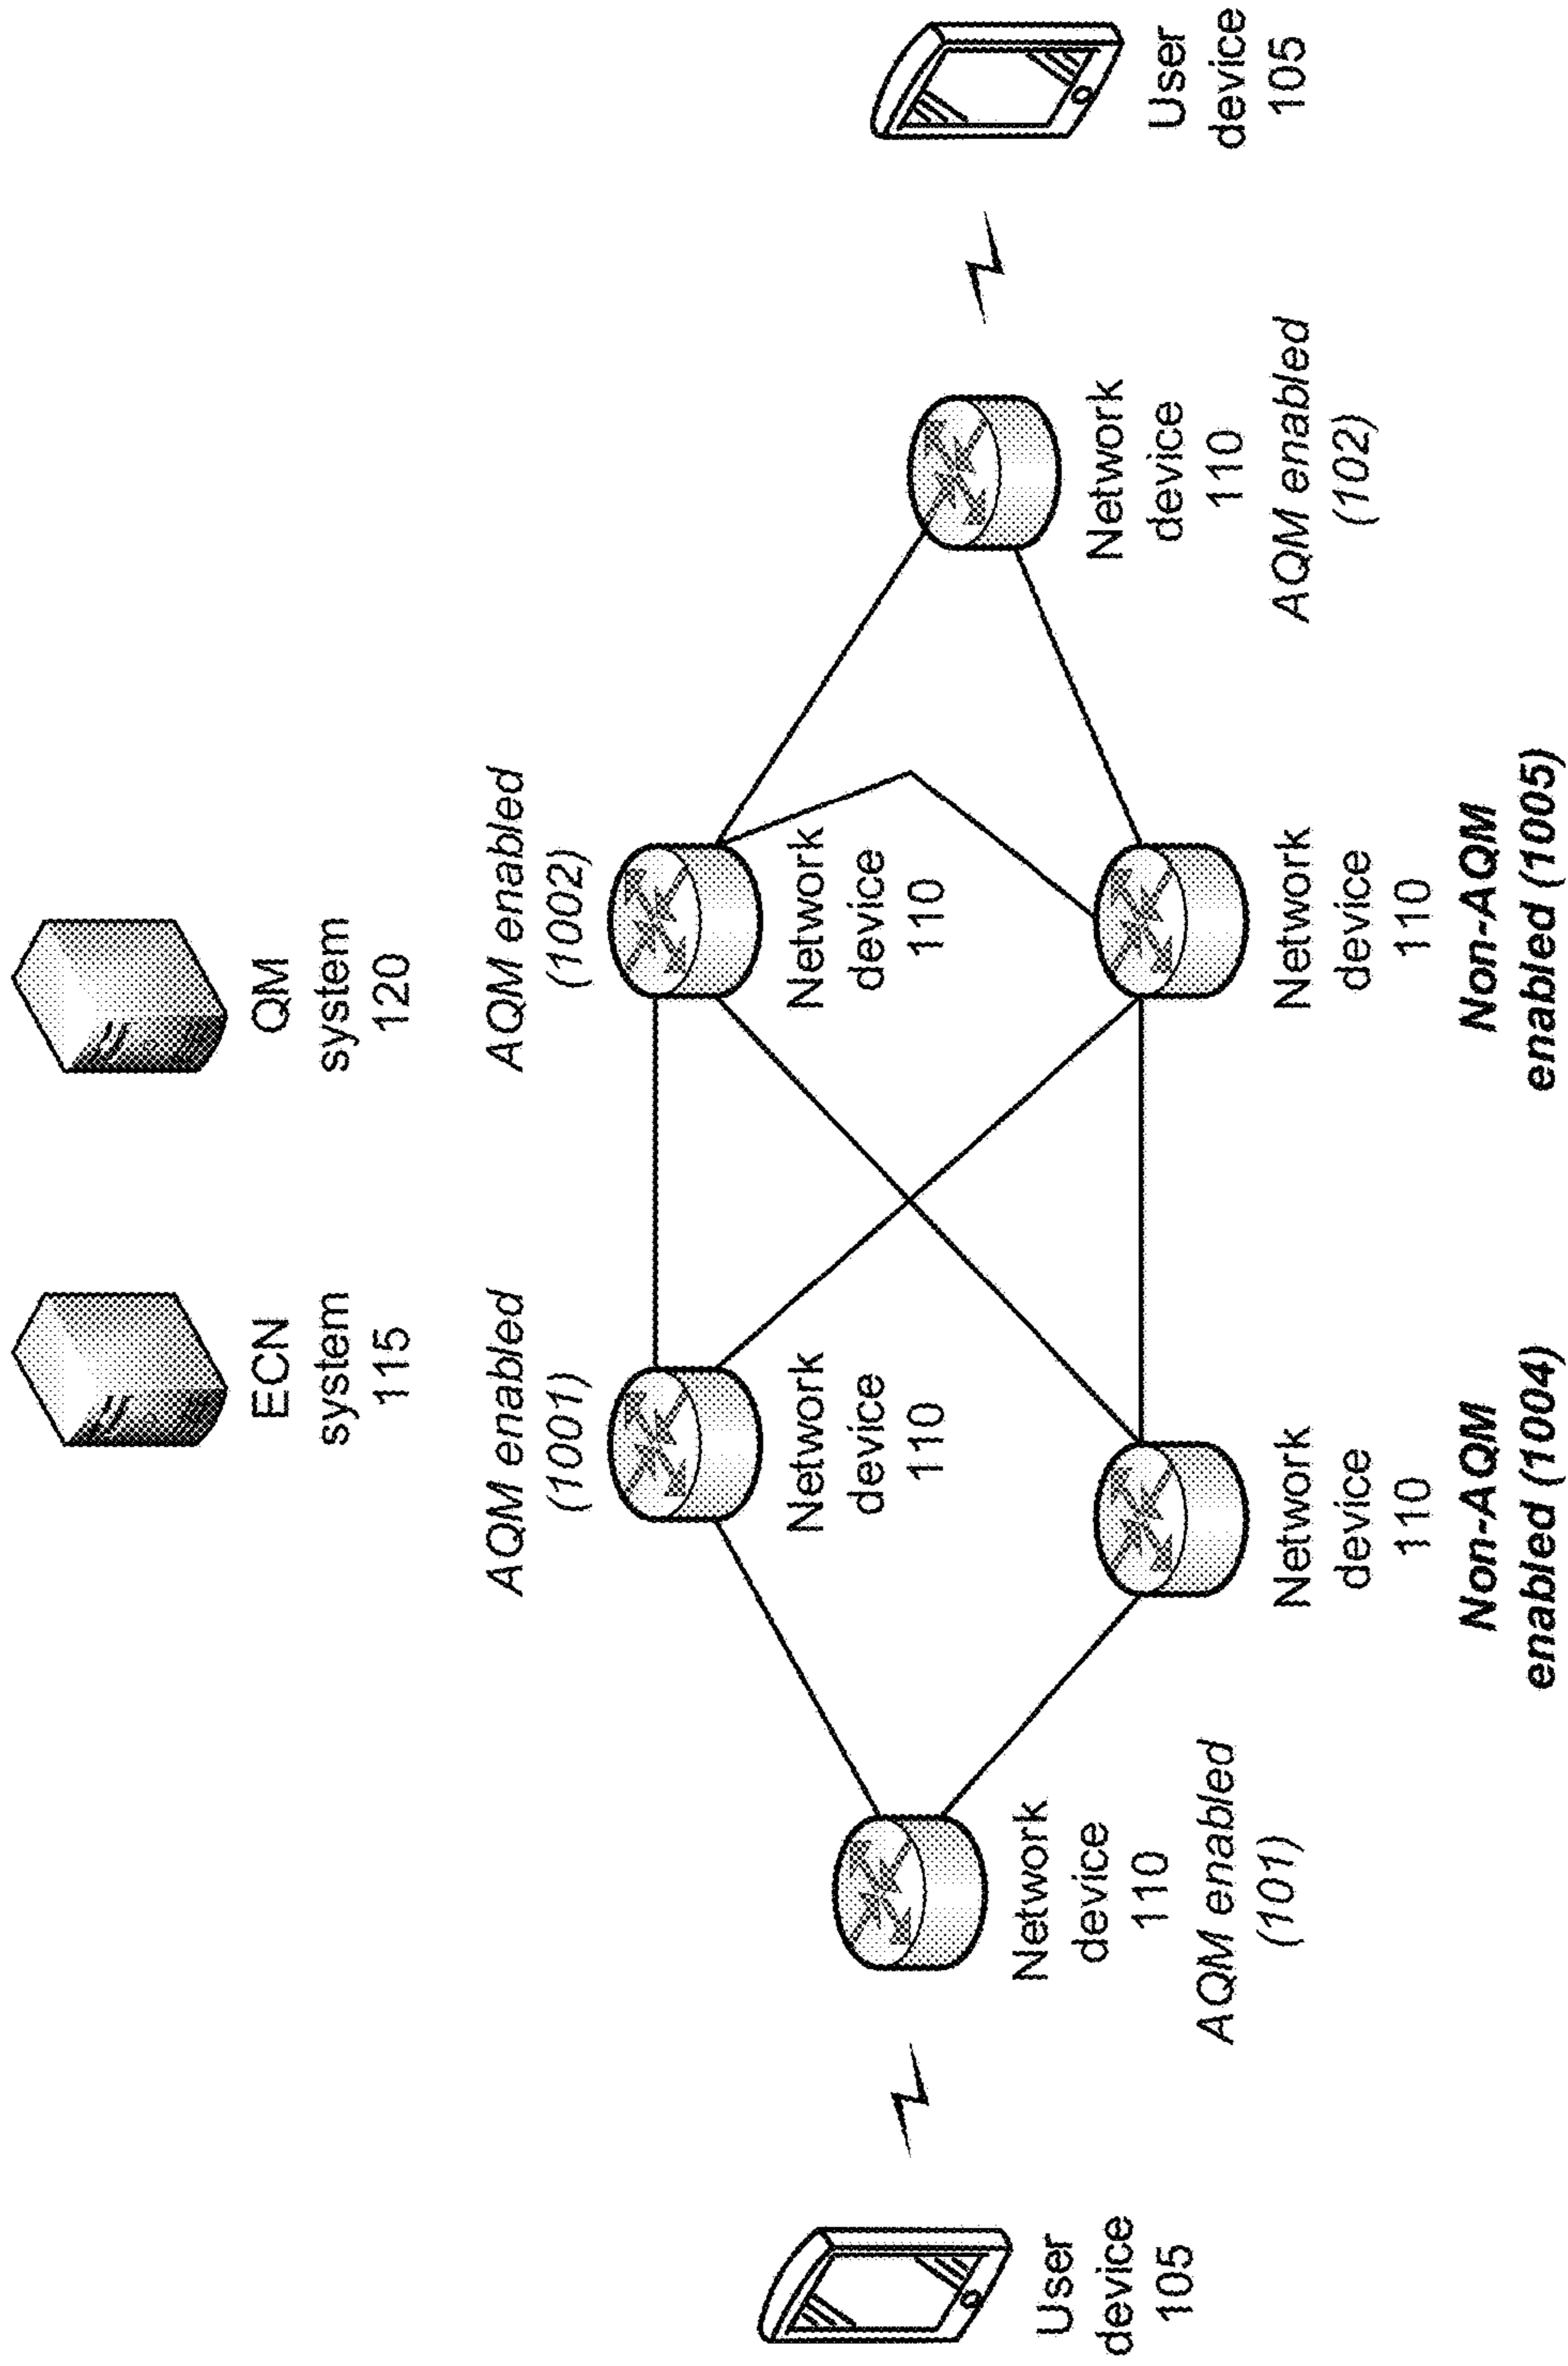 ECN
system
115
QM
system
120
AQM enabled
(1001)
Network
device
110
AQM enabled
(1002)
Network
device
110
User
device
105
Network
device
110
AQM enabled
(101)
Network
device
110
Non-AQM
enabled (1004)
Network
device
110
Non-AQM
enabled (1005)
Network
device
110
AQM enabled
(102)
User
device
105